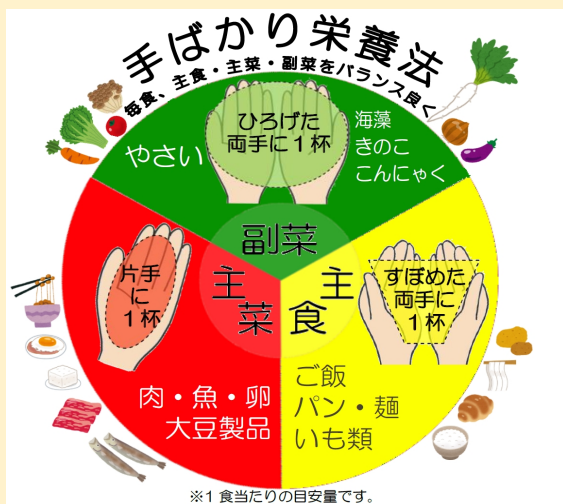 手ばかり栄養法
毎食、主食・主菜・副菜をバランス良く
ひろげた
両手に1杯
やさい
海藻
きのこ
こんにゃく
副菜
片手
に
1杯
主菜
肉・魚・卵
大豆製品
すぼめた
両手に
1杯
主食
ご飯
パン・麺
いも類
※1食当たりの目安量です。